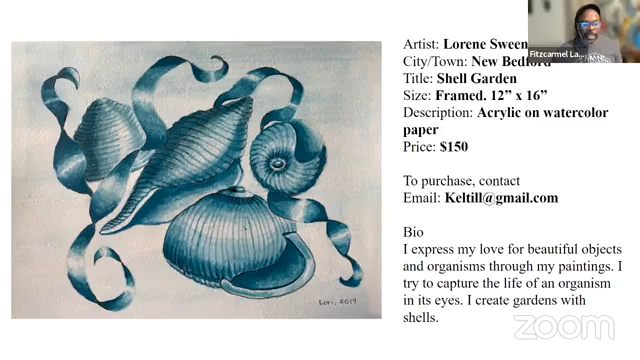 Artist: Lorene Sween
City/Town: New Bedford
Title: Shell Garden
Size: Framed. 12” x 16”
Description: Acrylic on watercolor
paper
Price: $150
To purchase, contact
Email: Keltill@gmail.com
Bio
I express my love for beautiful objects
and organisms through my paintings. I
try to capture the life of an organism
in its eyes. I create gardens with
shells.
Lori, 2019
Fitzcarmel La...
zoom